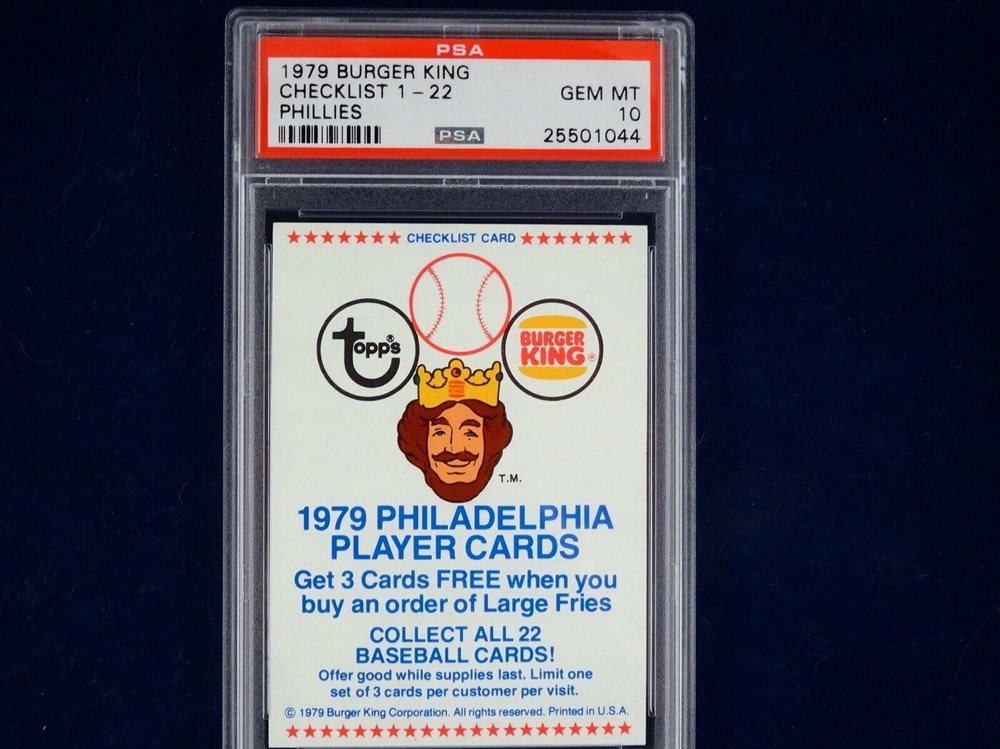 PSA
1979 BURGER KING
CHECKLIST 1 - 22
GEM MT
PHILLIES
10
PSA
25501044
CHECKLIST CARD
Topps®
BURGER
KING®
T.M.
1979 PHILADELPHIA
PLAYER CARDS
Get 3 Cards FREE when you
buy an order of Large Fries
COLLECT ALL 22
BASEBALL CARDS!
Offer good while supplies last. Limit one
set of 3 cards per customer per visit.
© 1979 Burger King Corporation. All rights reserved. Printed in U.S.A.